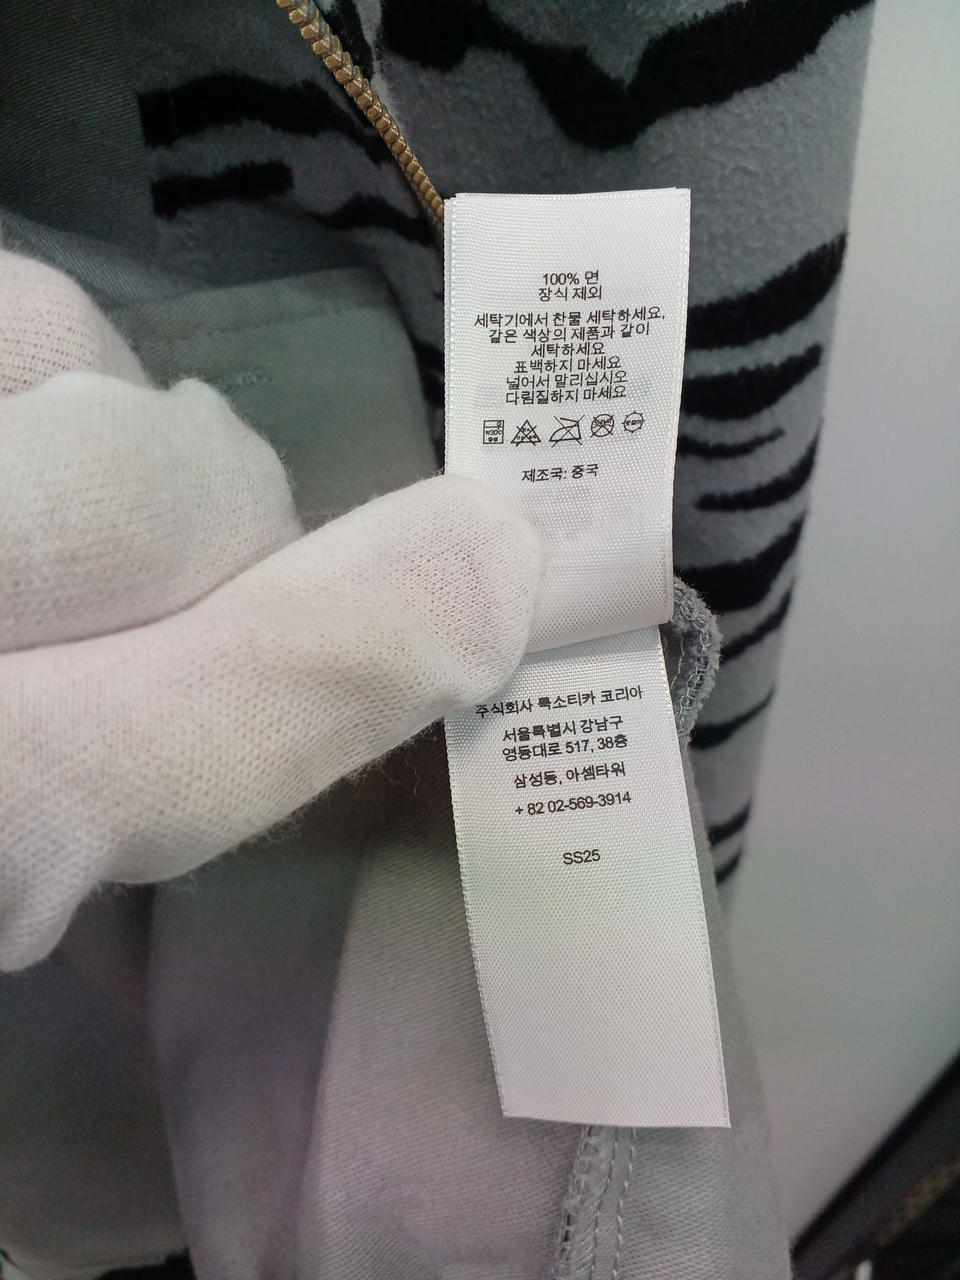 100% 면
장식 제외
세탁기에서 찬물 세탁하세요.
같은 색상의 제품과 같이
세탁하세요
표백하지 마세요
널어서 말리십시오
다림질하지 마세요
제조국: 중국
주식회사 룩소티카 코리아
서울특별시 강남구
영동대로 517, 38층
삼성동, 아셈타워
+ 82 02-569-3914
SS25